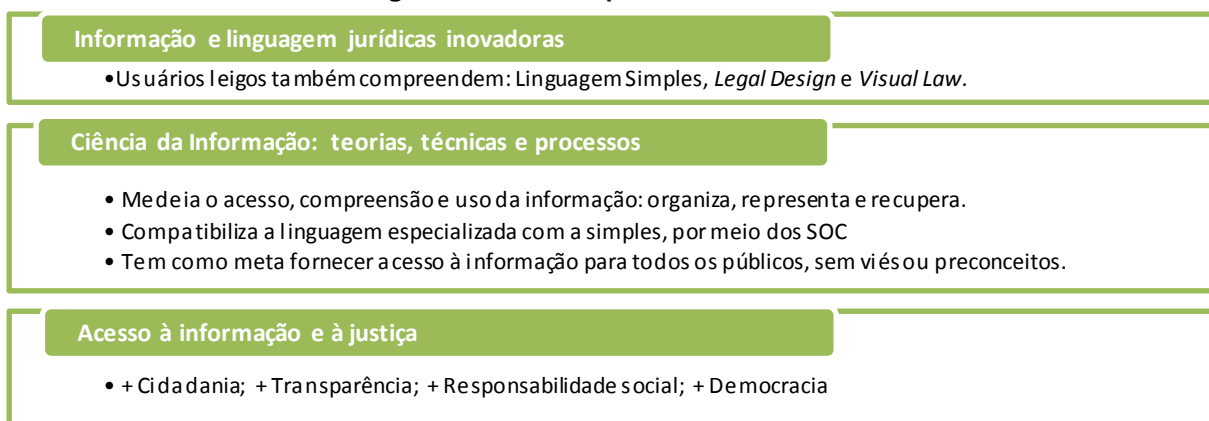 Informação e linguagem jurídicas inovadoras
•Usuários leigos também compreendem: Linguagem Simples, Legal Design e Visual Law.
Ciência da Informação: teorias, técnicas e processos
• Medeia o acesso, compreensão e uso da informação: organiza, representa e recupera.
• Compatibiliza a linguagem especializada com a simples, por meio dos SOC
• Tem como meta fornecer acesso à informação para todos os públicos, sem viés ou preconceitos.
Acesso à informação e à justiça
• + Cidadania; + Transparência; + Responsabilidade social; + Democracia